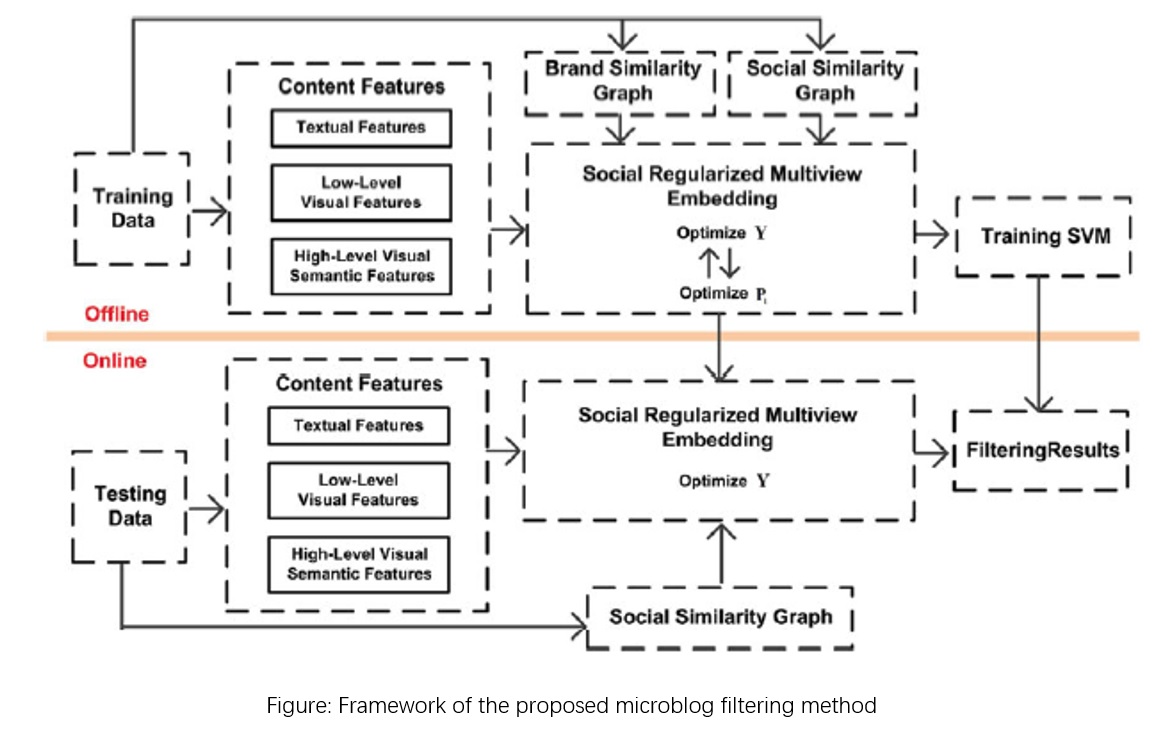 Brand Similarity
Graph
Social Similarity
Graph
Content Features
Textual Features
Low-Level
Visual Features
High-Level Visual
Semantic Features
Training
Data
Social Regularized Multiview
Embedding
Optimize Y
Optimize Pi
Training SVM
Offline
Online
Content Features
Textual Features
Low-Level
Visual Features
High-Level Visual
Semantic Features
Testing
Data
Social Regularized Multiview
Embedding
Optimize Y
FilteringResults
Social Similarity Graph
Figure: Framework of the proposed microblog filtering method